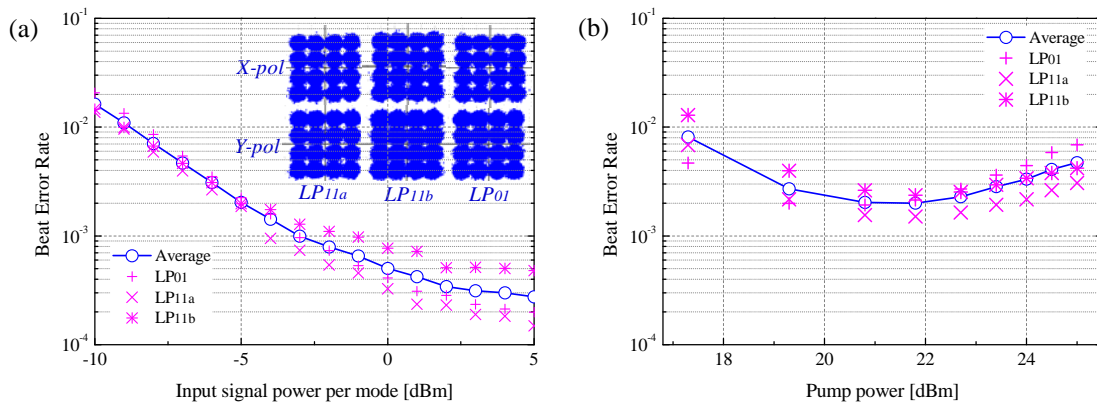 (a)
10^-1
10^-2
10^-3
10^-4
Beat Error Rate
X-pol
Y-pol
LP11a
LP11b
LP01
Average
LP01
LP11a
LP11b
-10
-5
0
5
Input signal power per mode [dBm]
(b)
10^-1
10^-2
10^-3
10^-4
Beat Error Rate
Average
LP01
LP11a
LP11b
18
20
22
24
Pump power [dBm]